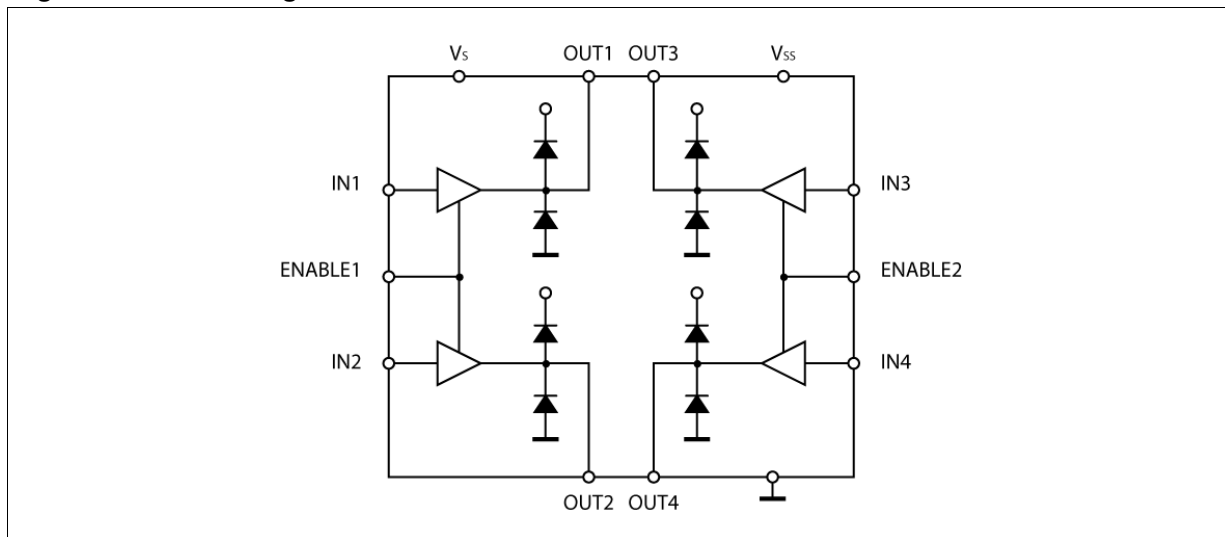 Vs OUT1 OUT3 Vss
IN1 IN3
ENABLE1 ENABLE2
IN2 IN4
OUT2 OUT4